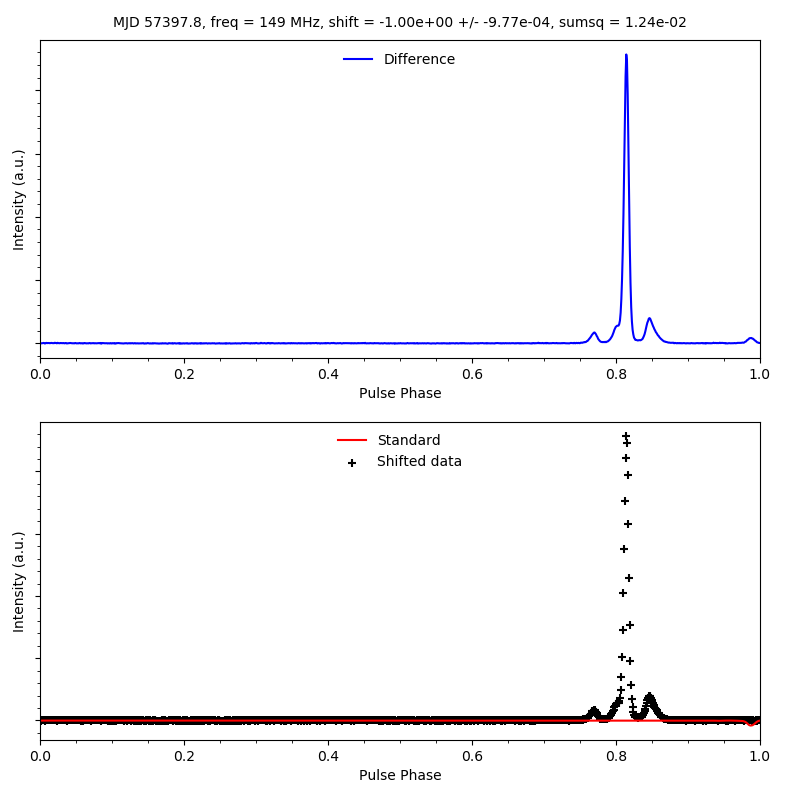 MJD 57397.8, freq = 149 MHz, shift = -1.00e+00 +/- -9.77e-04, sumsq = 1.24e-02
Difference
Intensity (a.u.)
0.0 0.2 0.4 0.6 0.8 1.0
Pulse Phase
Standard
Shifted data
Intensity (a.u.)
0.0 0.2 0.4 0.6 0.8 1.0
Pulse Phase